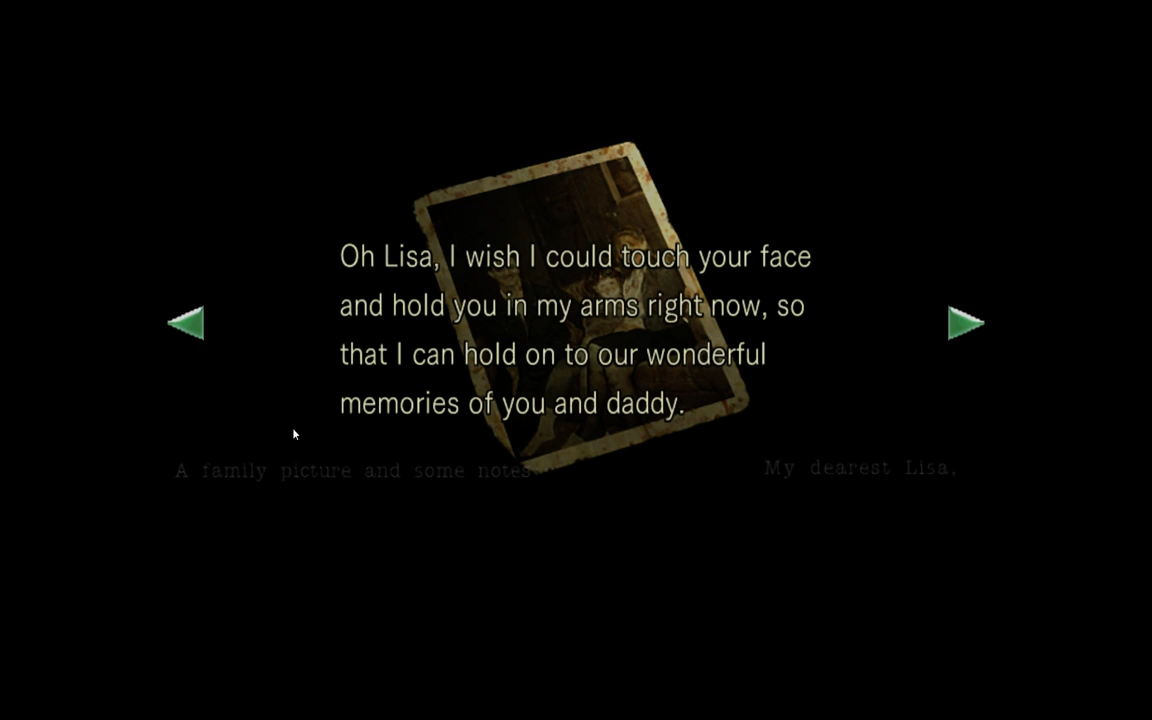 Oh Lisa, I wish I could touch your face
and hold you in my arms right now, so
that I can hold on to our wonderful
memories of you and daddy.
A family picture and some notes
My dearest Lisa,